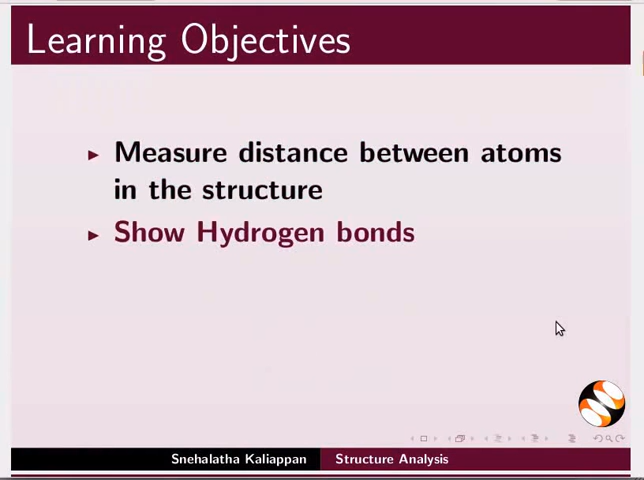 Learning Objectives
Measure distance between atoms
in the structure
Show Hydrogen bonds
Snehalatha Kaliappan Structure Analysis